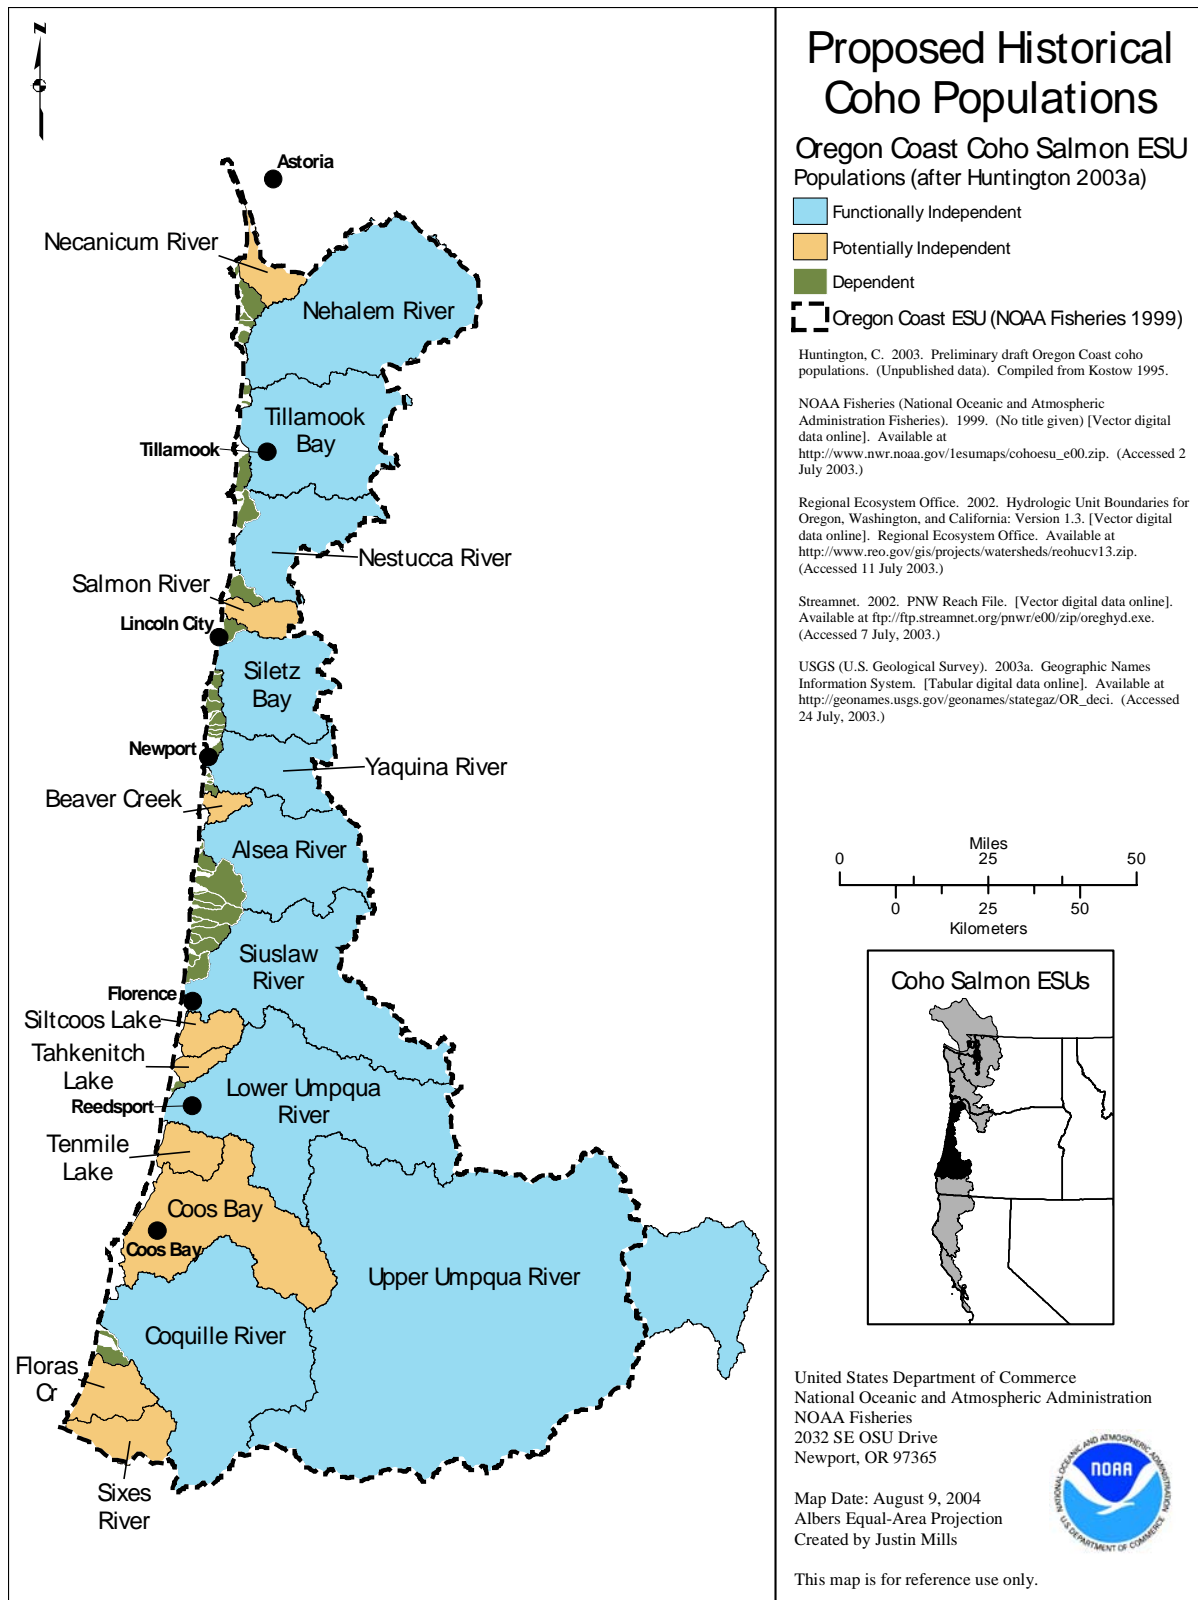 Z
Astoria
Necanicum River
Nehalem River
Tillamook
Bay
Tillamook
Nestucca River
Salmon River
Lincoln City
Siletz
Bay
Newport
Yaquina River
Beaver Creek
Alsea River
Siuslaw
River
Florence
Siltcoos Lake
Tahkenitch
Lake
Lower Umpqua
River
Reedsport
Tenmile
Lake
Coos Bay
Coos Bay
Upper Umpqua River
Coquille River
Floras
Cr
Sixes
River
Proposed Historical
Coho Populations
Oregon Coast Coho Salmon ESU
Populations (after Huntington 2003a)
Functionally Independent
Potentially Independent
Dependent
Oregon Coast ESU (NOAA Fisheries 1999)
Huntington, C. 2003. Preliminary draft Oregon Coast coho
populations. (Unpublished data). Compiled from Kostow 1995.
NOAA Fisheries (National Oceanic and Atmospheric
Administration Fisheries). 1999. (No title given) [Vector digital
data online]. Available at
http://www.nwr.noaa.gov/1esumaps/cohoesu_e00.zip. (Accessed 2
July 2003.)
Regional Ecosystem Office. 2002. Hydrologic Unit Boundaries for
Oregon, Washington, and California: Version 1.3. [Vector digital
data online]. Regional Ecosystem Office. Available at
http://www.reo.gov/gis/projects/watersheds/reohucv13.zip.
(Accessed 11 July 2003.)
Streamnet. 2002. PNW Reach File. [Vector digital data online].
Available at ftp://ftp.streamnet.org/pnwr/e00/zip/oreghyd.exe.
(Accessed 7 July, 2003.)
USGS (U.S. Geological Survey). 2003a. Geographic Names
Information System. [Tabular digital data online]. Available at
http://geonames.usgs.gov/geonames/stategaz/OR_deci. (Accessed
24 July, 2003.)
Miles
0 25 50
0 25 50
Kilometers
Coho Salmon ESUs
United States Department of Commerce
National Oceanic and Atmospheric Administration
NOAA Fisheries
2032 SE OSU Drive
Newport, OR 97365
Map Date: August 9, 2004
Albers Equal-Area Projection
Created by Justin Mills
This map is for reference use only.
NATIONAL OCEANIC AND ATMOSPHERIC ADMINISTRATION
NOAA
U.S. DEPARTMENT OF COMMERCE